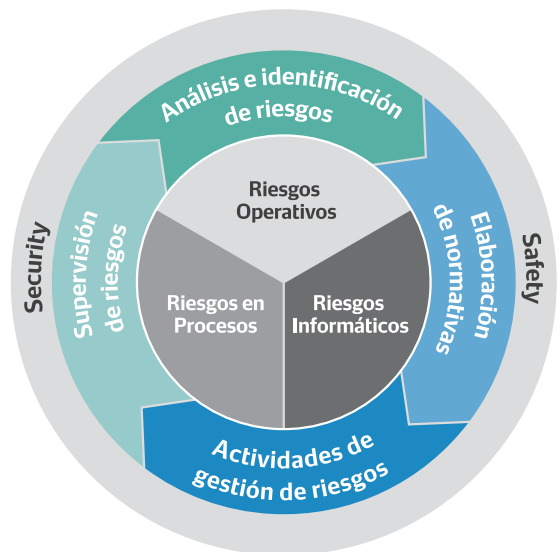 Análisis e identificación
de riesgos
Elaboración
de normativas
Actividades de
gestión de riesgos
Supervisión
de riesgos
Security
Safety
Riesgos
Operativos
Riesgos en
Procesos
Riesgos
Informáticos